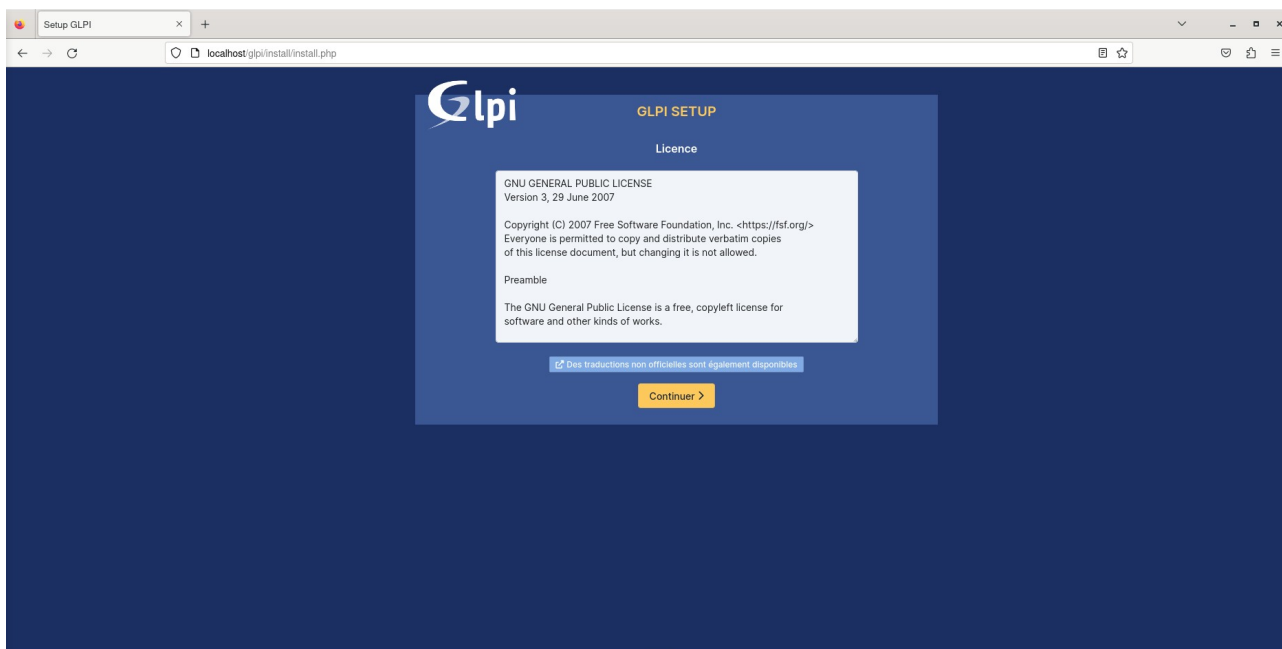 Setup GLPI
localhost/glpi/install/install.php
Glpi
GLPI SETUP
Licence
GNU GENERAL PUBLIC LICENSE
Version 3, 29 June 2007
Copyright (C) 2007 Free Software Foundation, Inc. <https://fsf.org/>
Everyone is permitted to copy and distribute verbatim copies
of this license document, but changing it is not allowed.
Preamble
The GNU General Public License is a free, copyleft license for
software and other kinds of works.
Des traductions non officielles sont également disponibles
Continuer